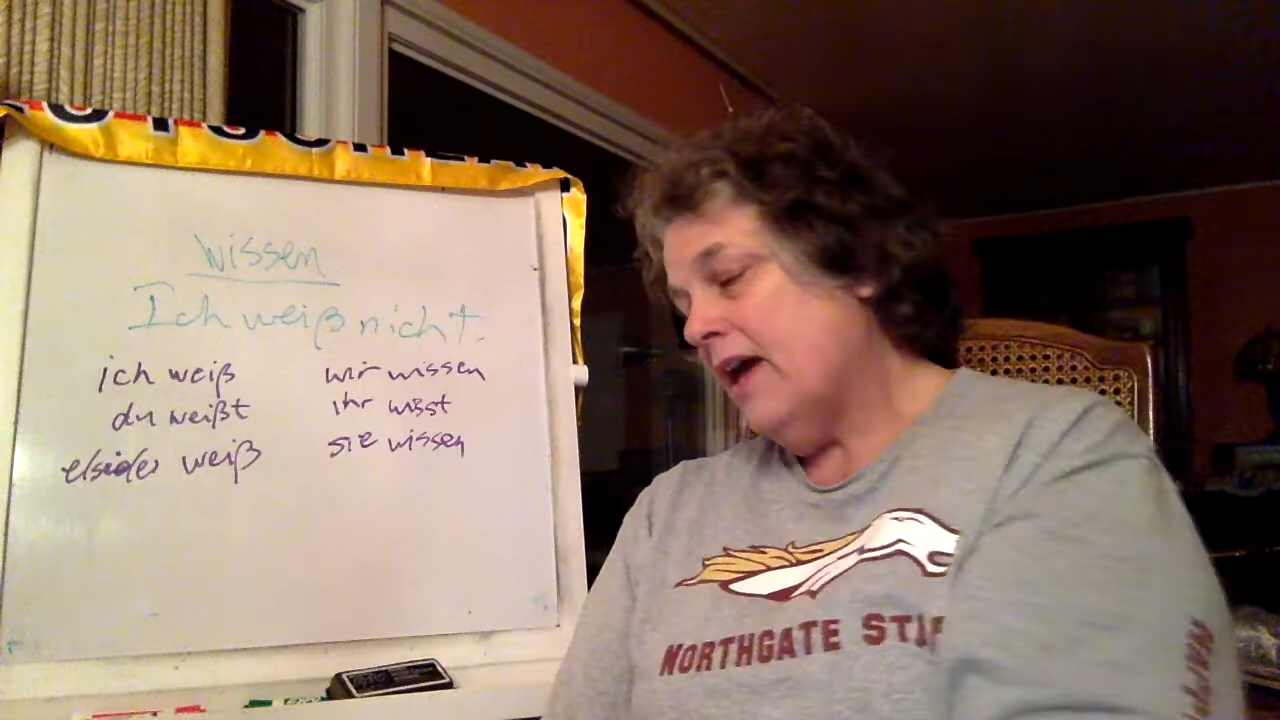 wissen
Ich weiß nicht.
ich weiß
du weißt
er/sie/es weiß
wir wissen
ihr wisst
sie wissen
NORTHGATE